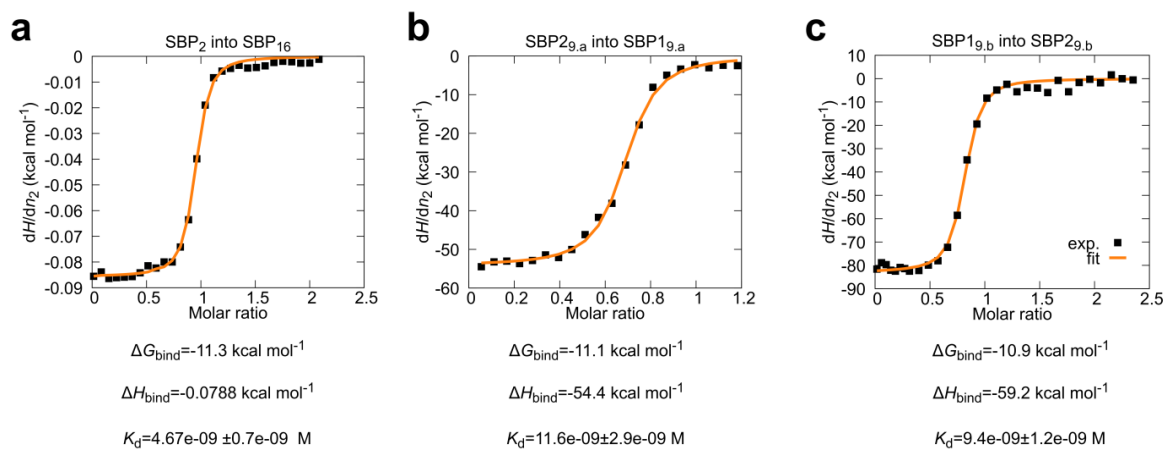 a
SBP2 into SBP16
dH/dn2 (kcal mol-1)
0
-0.01
-0.02
-0.03
-0.04
-0.05
-0.06
-0.07
-0.08
-0.09
0 0.5 1 1.5 2 2.5
Molar ratio
ΔGbind=-11.3 kcal mol-1
ΔHbind=-0.0788 kcal mol-1
Kd=4.67e-09 ±0.7e-09 M
b
SBP29.a into SBP19.a
dH/dn2 (kcal mol-1)
0
-10
-20
-30
-40
-50
-60
0 0.2 0.4 0.6 0.8 1 1.2
Molar ratio
ΔGbind=-11.1 kcal mol-1
ΔHbind=-54.4 kcal mol-1
Kd=11.6e-09±2.9e-09 M
c
SBP19.b into SBP29.b
dH/dn2 (kcal mol-1)
10
0
-10
-20
-30
-40
-50
-60
-70
-80
-90
exp.
fit
0 0.5 1 1.5 2 2.5
Molar ratio
ΔGbind=-10.9 kcal mol-1
ΔHbind=-59.2 kcal mol-1
Kd=9.4e-09±1.2e-09 M